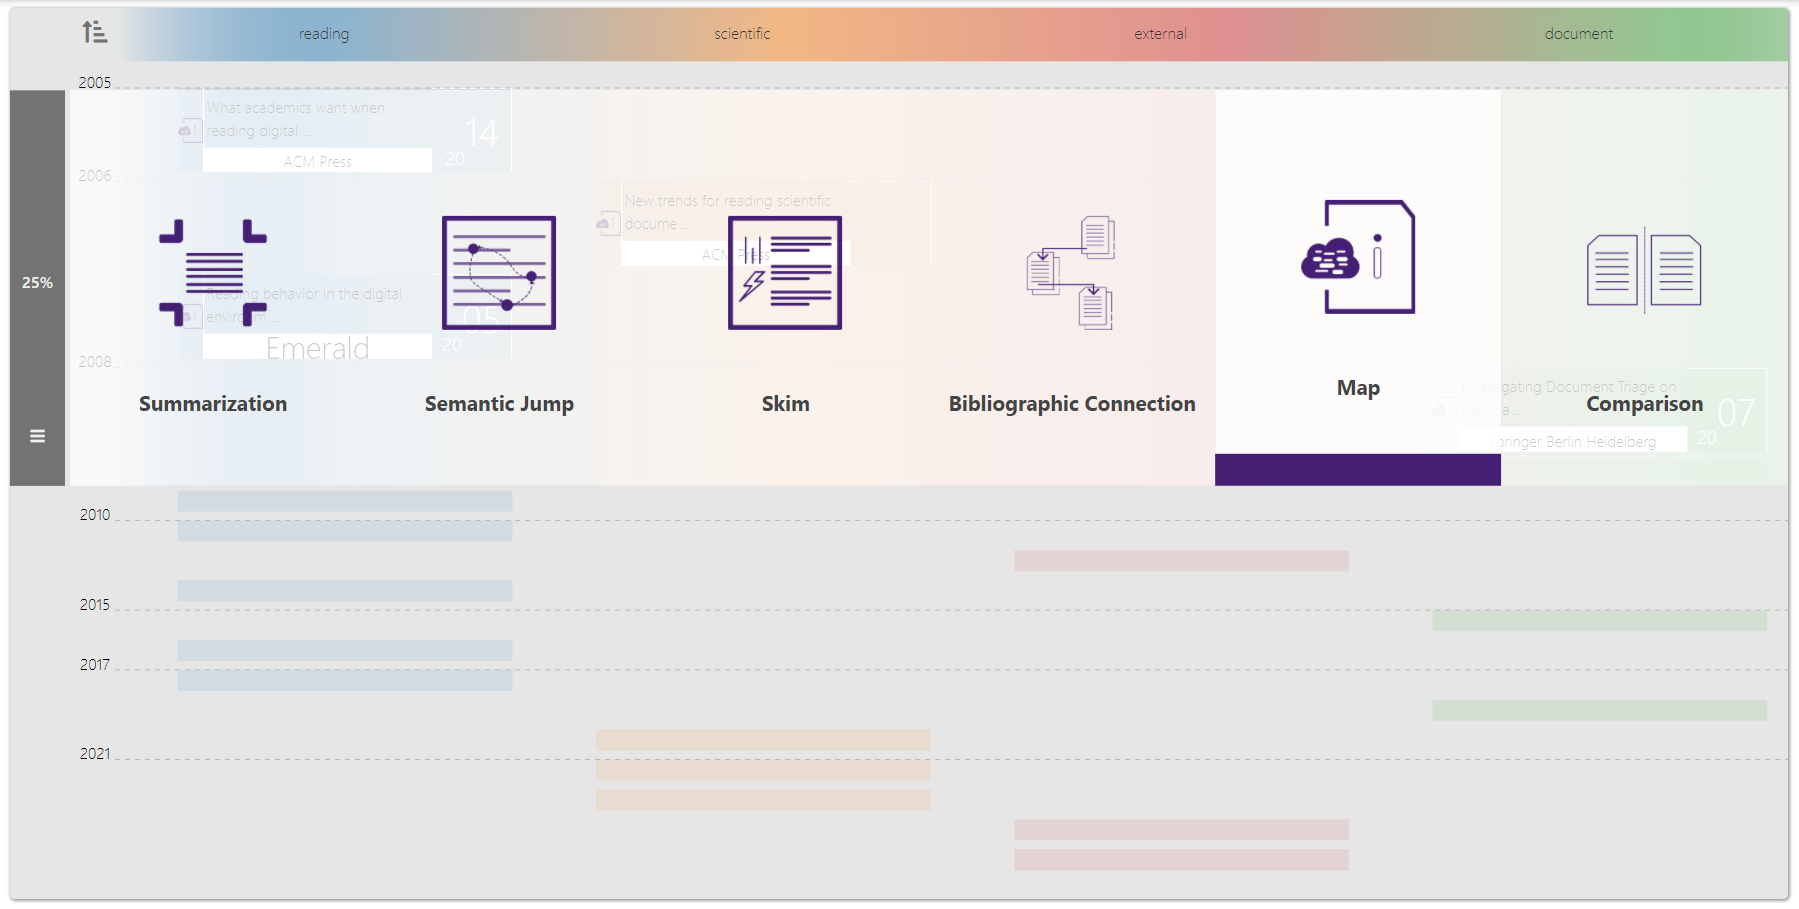 reading scientific external document
2005
What academics want when
reading digital ...
14
20
ACM Press
2006
New trends for reading scientific
docume ...
ACM Press
25%
Reading behavior in the digital
environm ...
05
20
Emerald
2008
Investigating Document Triage on
Paper a ...
07
20
Springer Berlin Heidelberg
Summarization
Semantic Jump
Skim
Bibliographic Connection
Map
Comparison
2010
2015
2017
2021